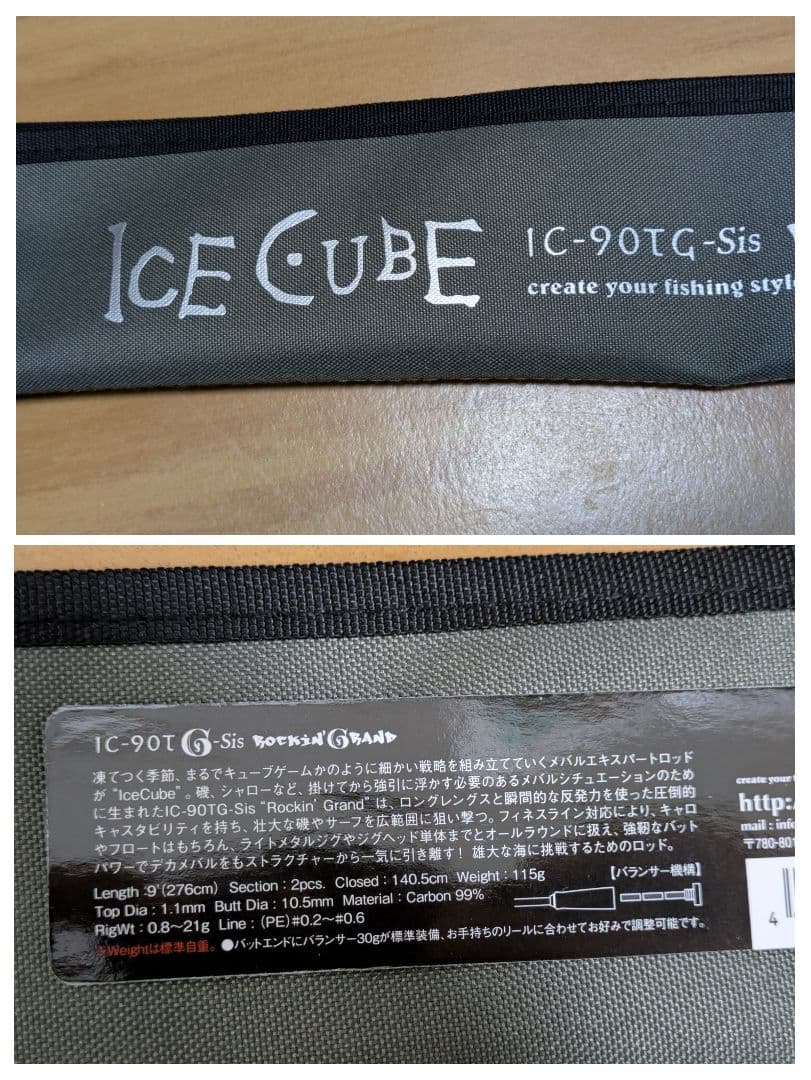 ICE CUBE IC-90TG-Sis
create your fishing styl
IC-90T G-Sis ROCKIN' GRAND
凍てつく季節、まるでキューブゲームかのように細かい戦略を組み立てていくメバルエキスパートロッド
が"IceCube"。磯、シャローなど、掛けてから強引に浮かす必要のあるメバルシチュエーションのため
に生まれたIC-90TG-Sis "Rockin' Grand"は、ロングレングスと瞬間的な反発力を使った圧倒的
キャスタビリティを持ち、壮大な磯やサーフを広範囲に狙い撃つ。フィネスライン対応により、キャロ
やフロートはもちろん、ライトメタルジグやジグヘッド単体までとオールラウンドに扱え、強靭なバット
パワーでデカメバルをもストラクチャーから一気に引き離す！ 雄大な海に挑戦するためのロッド。
Length :9'(276cm) Section : 2pcs. Closed : 140.5cm Weight : 115g
Top Dia : 1.1mm Butt Dia : 10.5mm Material : Carbon 99%
RigWt : 0.8〜21g Line : (PE)#0.2〜#0.6
【バランサー機構】
※Weightは標準自重。 ●バットエンドにバランサー30gが標準装備、お手持ちのリールに合わせてお好みで調整可能です。
create your
http:/
mail : info
〒780-801
4